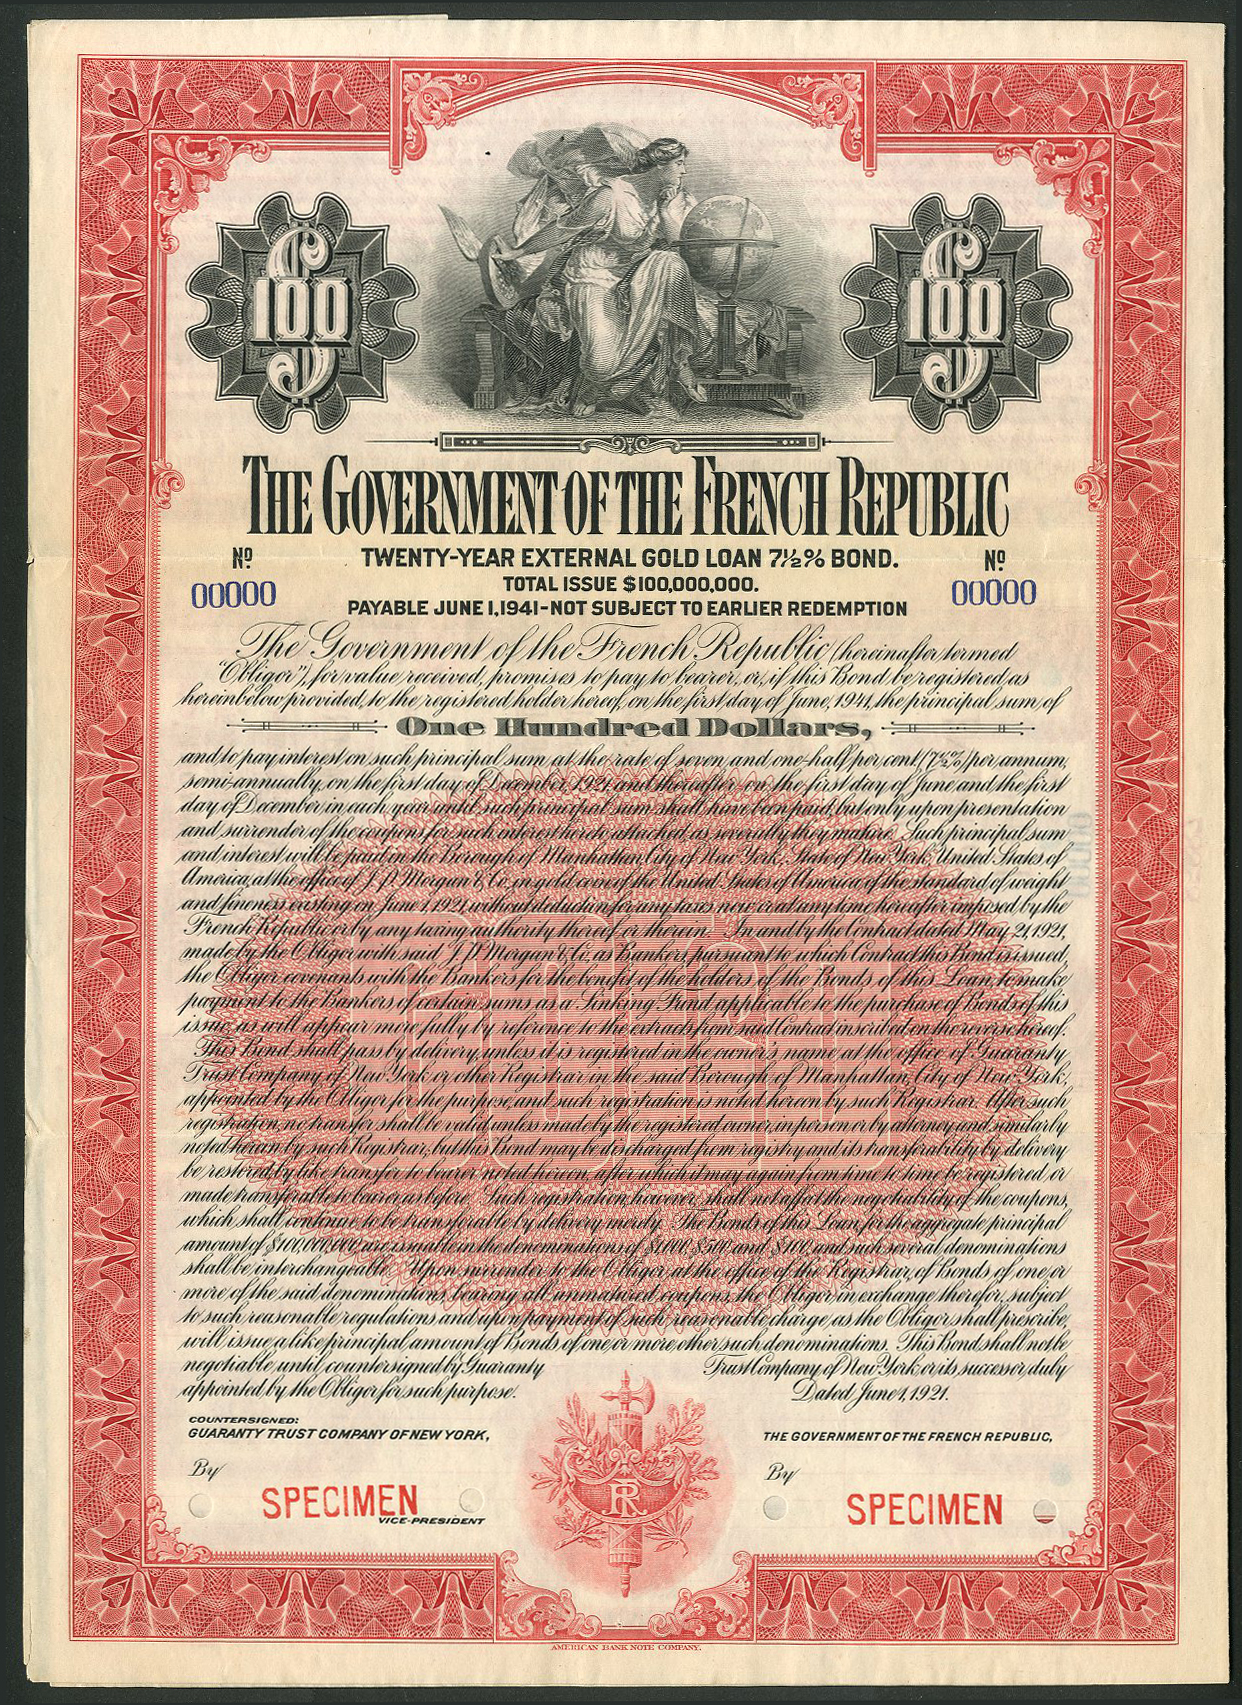 $100
$100
THE GOVERNMENT OF THE FRENCH REPUBLIC
Nº TWENTY-YEAR EXTERNAL GOLD LOAN 7½% BOND. Nº
00000 TOTAL ISSUE $100,000,000. 00000
PAYABLE JUNE 1, 1941-NOT SUBJECT TO EARLIER REDEMPTION
The Government of the French Republic (hereinafter termed
"Obligor"), for value received, promises to pay to bearer, or, if this Bond be registered as
hereinbelow provided, to the registered holder hereof, on the first day of June, 1941, the principal sum of
One Hundred Dollars,
and to pay interest on such principal sum at the rate of seven and one-half per cent (7½%) per annum,
semi-annually, on the first day of December, 1921, and thereafter on the first day of June and the first
day of December in each year until such principal sum shall have been paid, but only upon presentation
and surrender of the coupons for such interest hereto attached, as severally they mature. Such principal sum
and interest will be paid in the Borough of Manhattan, City of New York, State of New York, United States of
America, at the office of J. P. Morgan & Co., in gold coin of the United States of America of the standard of weight
and fineness existing on June 1, 1921, without deduction for any taxes now or at any time hereafter imposed by the
French Republic or by any taxing authority thereof or therein. In and by the Contract dated May 21, 1921,
made by the Obligor with said J. P. Morgan & Co., as Bankers, pursuant to which Contract this Bond is issued,
the Obligor covenants with the Bankers for the benefit of the holders of the Bonds of this Loan, to make
payment to the Bankers of certain sums as a Sinking Fund applicable to the purchase of Bonds of this
issue, as will appear more fully by reference to the extracts from said Contract inscribed on the reverse hereof.
This Bond shall pass by delivery, unless it is registered in the owner's name at the office of Guaranty
Trust Company of New York or other Registrar in the said Borough of Manhattan, City of New York,
appointed by the Obligor for the purpose, and such registration is noted hereon by such Registrar. After such
registration, no transfer shall be valid unless made by the registered owner, in person or by attorney and similarly
noted hereon by such Registrar, but this Bond may be discharged from registry and its transferability by delivery
be restored by like transfer to bearer noted hereon, after which it may again from time to time be registered or
made transferable to bearer as before. Such registration, however, shall not affect the negotiability of the coupons,
which shall continue to be transferable by delivery merely. The Bonds of this Loan, for the aggregate principal
amount of $100,000,000, are issuable in the denominations of $1000, $500 and $100, and such several denominations
shall be interchangeable. Upon surrender to the Obligor, at the office of the Registrar, of Bonds of one or
more of the said denominations, bearing all unmatured coupons, the Obligor, in exchange therefor, subject
to such reasonable regulations and upon payment of such reasonable charge, as the Obligor shall prescribe,
will issue a like principal amount of Bonds of one or more other such denominations. This Bond shall not be
negotiable until countersigned by Guaranty Trust Company of New York or its successor duly
appointed by the Obligor for such purpose. Dated June 1, 1921.
COUNTERSIGNED:
GUARANTY TRUST COMPANY OF NEW YORK, THE GOVERNMENT OF THE FRENCH REPUBLIC,
By By
SPECIMEN SPECIMEN
VICE-PRESIDENT
RF
AMERICAN BANK NOTE COMPANY.